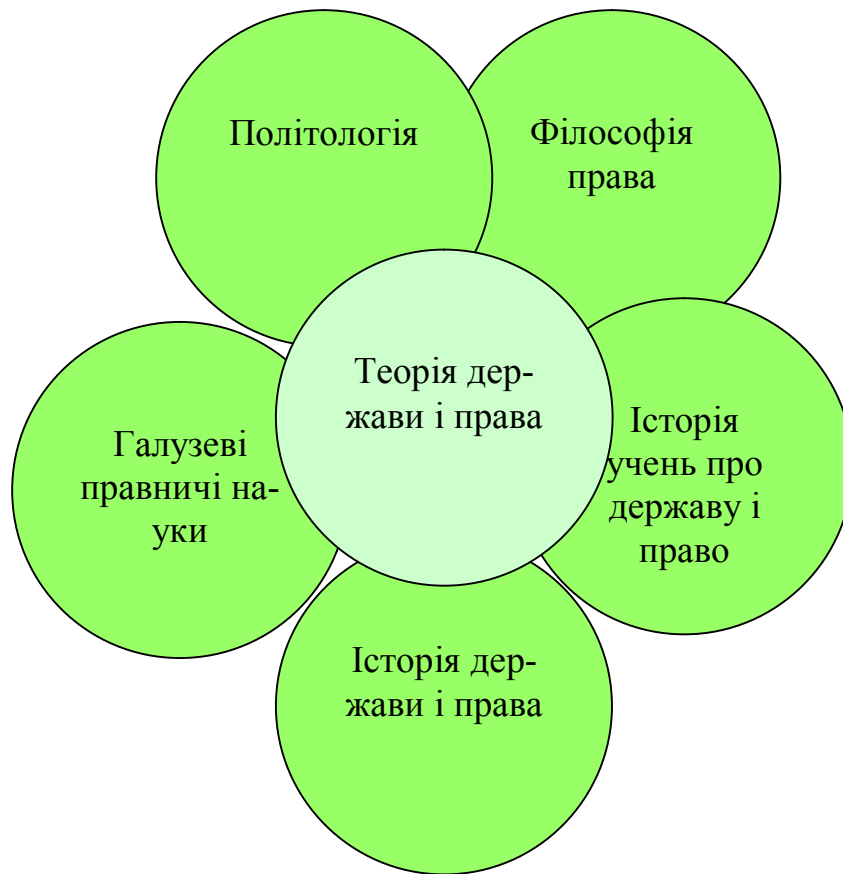 Політологія
Філософія
права
Теорія дер-
жави і права
Галузеві
правничі на-
уки
Історія
учень про
державу і
право
Історія дер-
жави і права